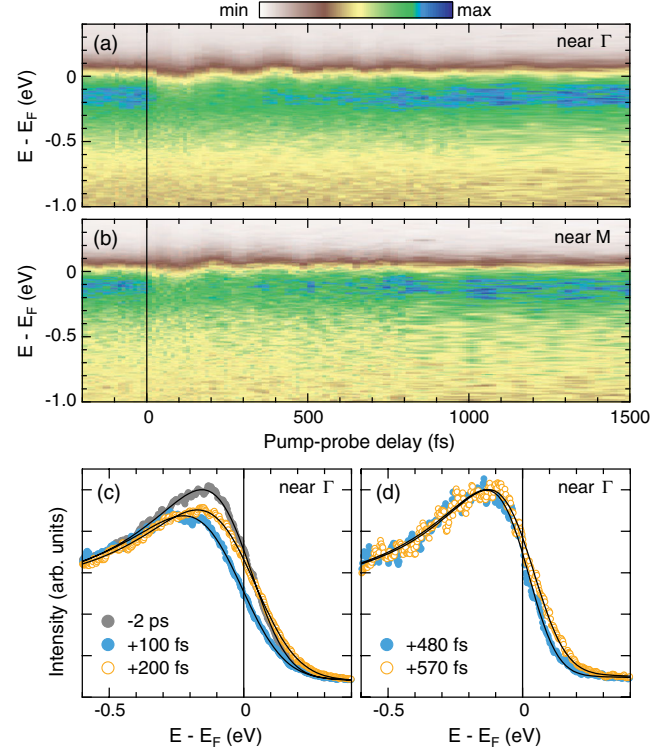 min max
(a) near Γ
0
-0.5
-1.0
E - E_F (eV)
(b) near M
0
-0.5
-1.0
E - E_F (eV)
0 500 1000 1500
Pump-probe delay (fs)
(c) near Γ
-2 ps
+100 fs
+200 fs
Intensity (arb. units)
-0.5 0
E - E_F (eV)
(d) near Γ
+480 fs
+570 fs
-0.5 0
E - E_F (eV)